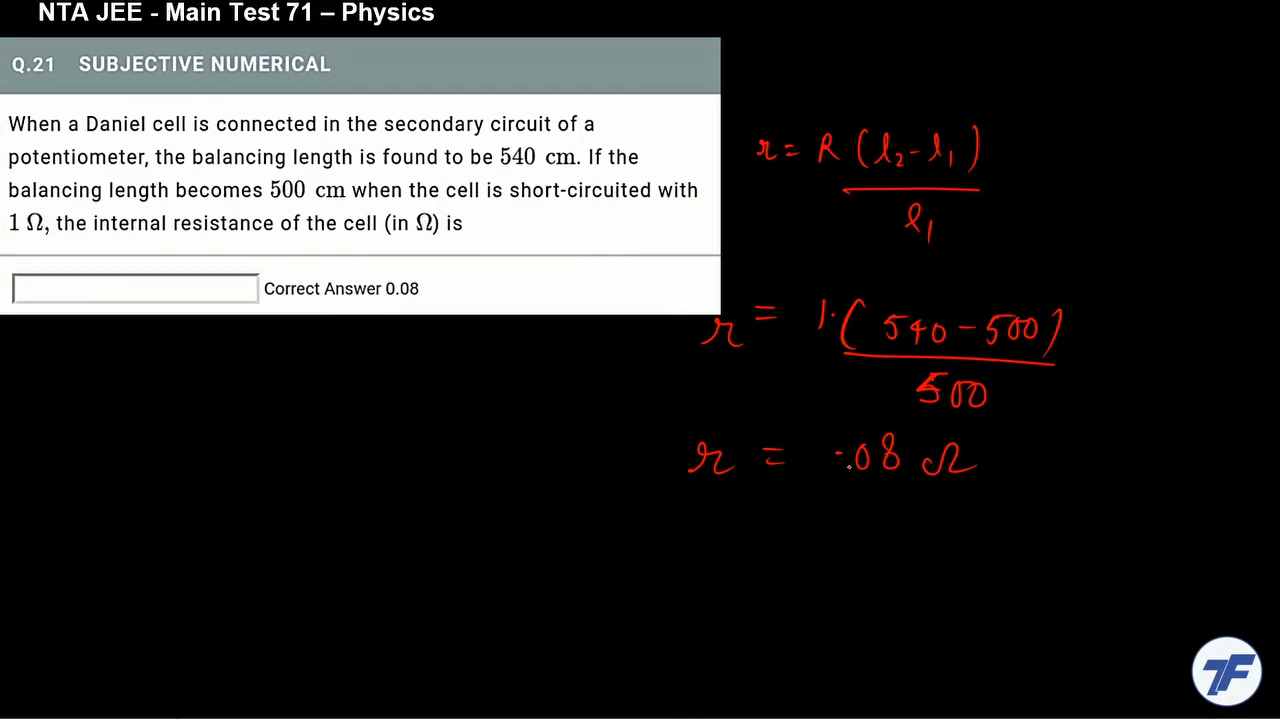 NTA JEE - Main Test 71 – Physics
Q.21 SUBJECTIVE NUMERICAL
When a Daniel cell is connected in the secondary circuit of a
potentiometer, the balancing length is found to be 540 cm. If the
balancing length becomes 500 cm when the cell is short-circuited with
1 Ω, the internal resistance of the cell (in Ω) is
Correct Answer 0.08
r = R (l₂ - l₁)
l₁
r = 1. (540 - 500)
500
r = .08 Ω
7F